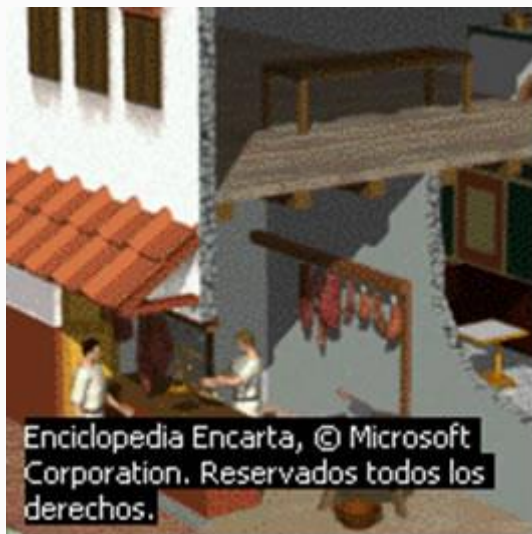 Enciclopedia Encarta, © Microsoft
Corporation. Reservados todos los
derechos.